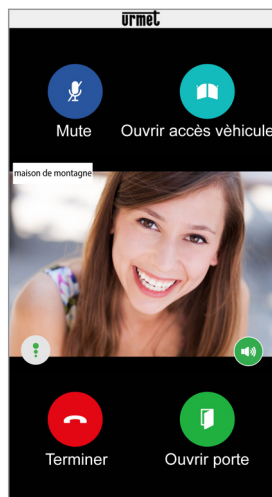 urmet
Mute
Ouvrir accès vèhicule
maison de montagne
Terminer
Ouvrir porte